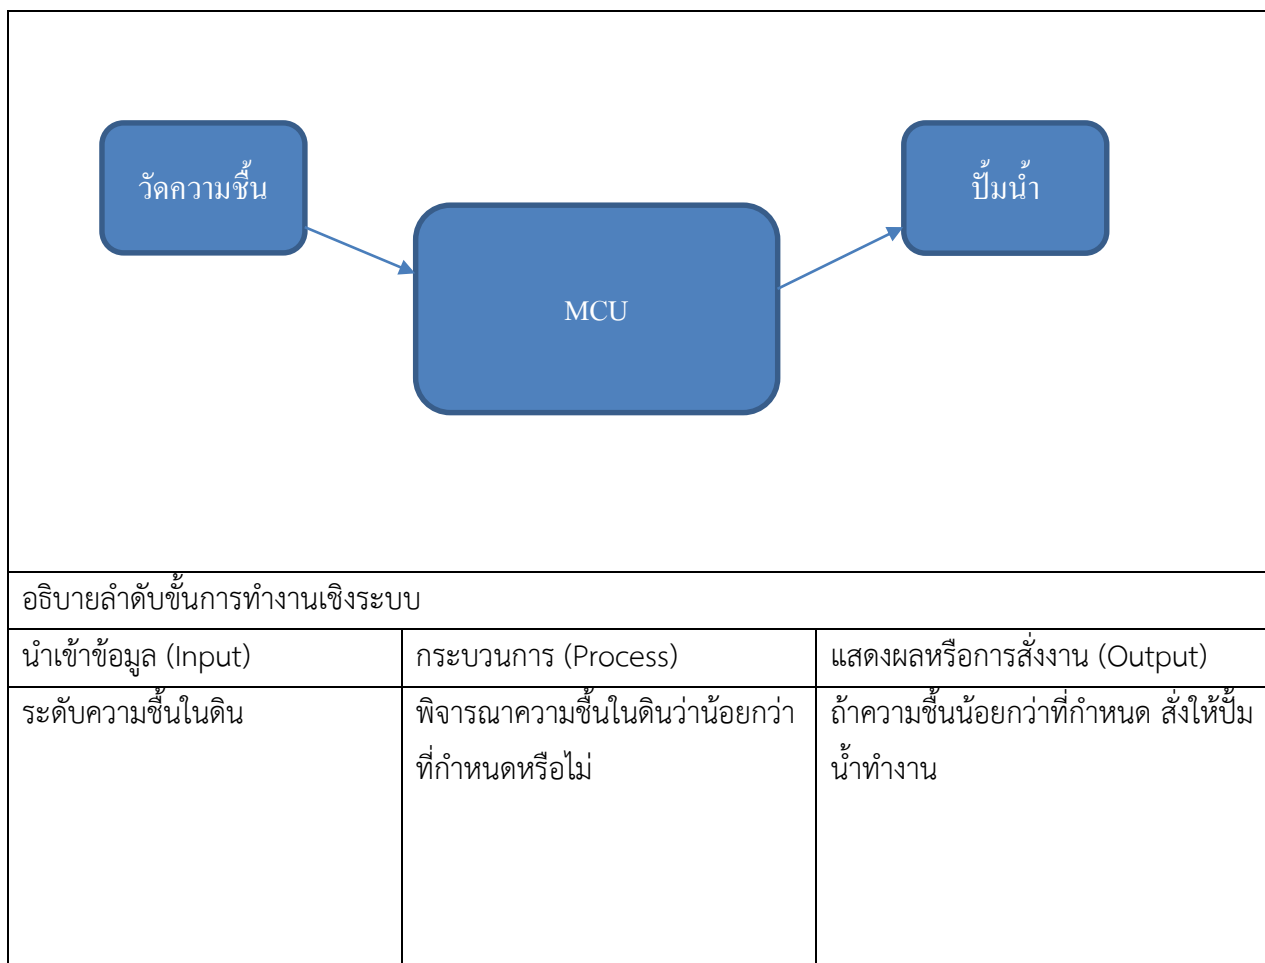 วัดความชื้น
ปั้มน้ำ
MCU
อธิบายลำดับขั้นการทำงานเชิงระบบ
นำเข้าข้อมูล (Input)
กระบวนการ (Process)
แสดงผลหรือการสั่งงาน (Output)
ระดับความชื้นในดิน
พิจารณาความชื้นในดินว่าน้อยกว่า
ที่กำหนดหรือไม่
ถ้าความชื้นน้อยกว่าที่กำหนด สั่งให้ปั้ม
น้ำทำงาน